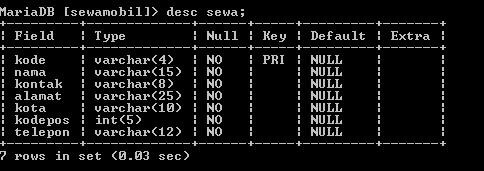 MariaDB [sewamobil]> desc sewa;
+---------+-------------+------+-----+---------+-------+
| Field | Type | Null | Key | Default | Extra |
+---------+-------------+------+-----+---------+-------+
| kode | varchar(4) | NO | PRI | NULL | |
| nama | varchar(15) | NO | | NULL | |
| kontak | varchar(8) | NO | | NULL | |
| alamat | varchar(25) | NO | | NULL | |
| kota | varchar(10) | NO | | NULL | |
| kodepos | int(5) | NO | | NULL | |
| telepon | varchar(12) | NO | | NULL | |
+---------+-------------+------+-----+---------+-------+
7 rows in set (0.03 sec)